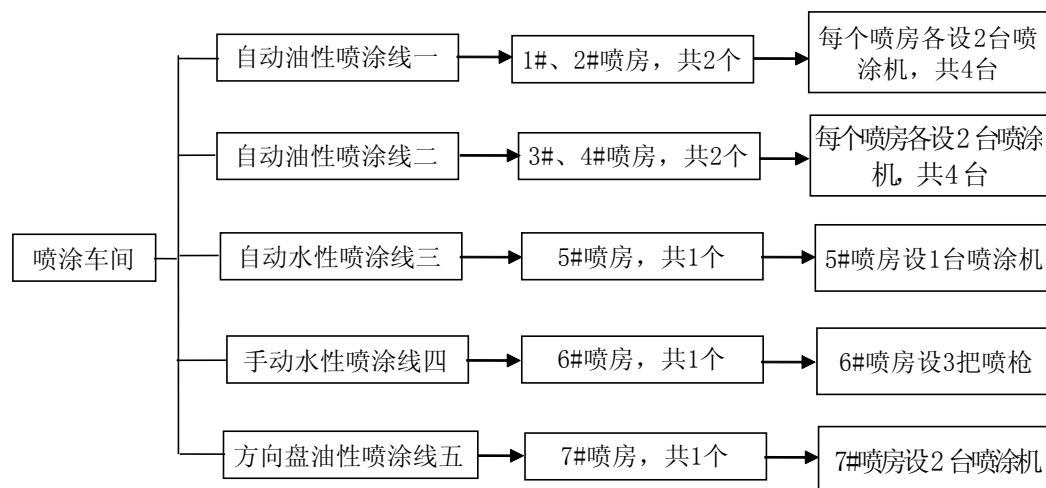 自动油性喷涂线一
1#、2#喷房，共2个
每个喷房各设2台喷
涂机，共4台
自动油性喷涂线二
3#、4#喷房，共2个
每个喷房各设2台喷涂
机，共4台
喷涂车间
自动水性喷涂线三
5#喷房，共1个
5#喷房设1台喷涂机
手动水性喷涂线四
6#喷房，共1个
6#喷房设3把喷枪
方向盘油性喷涂线五
7#喷房，共1个
7#喷房设2台喷涂机